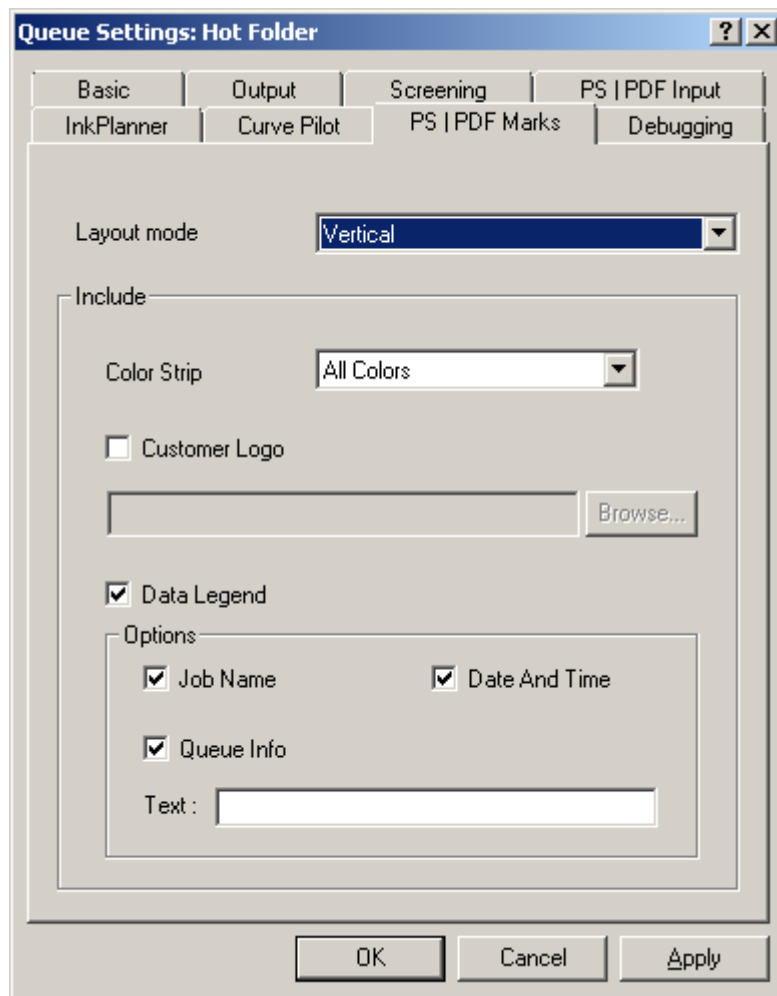 Queue Settings: Hot Folder
Basic Output Screening PS | PDF Input
InkPlanner Curve Pilot PS | PDF Marks Debugging
Layout mode Vertical
Include
Color Strip All Colors
Customer Logo
Browse...
Data Legend
Options
Job Name Date And Time
Queue Info
Text :
OK Cancel Apply